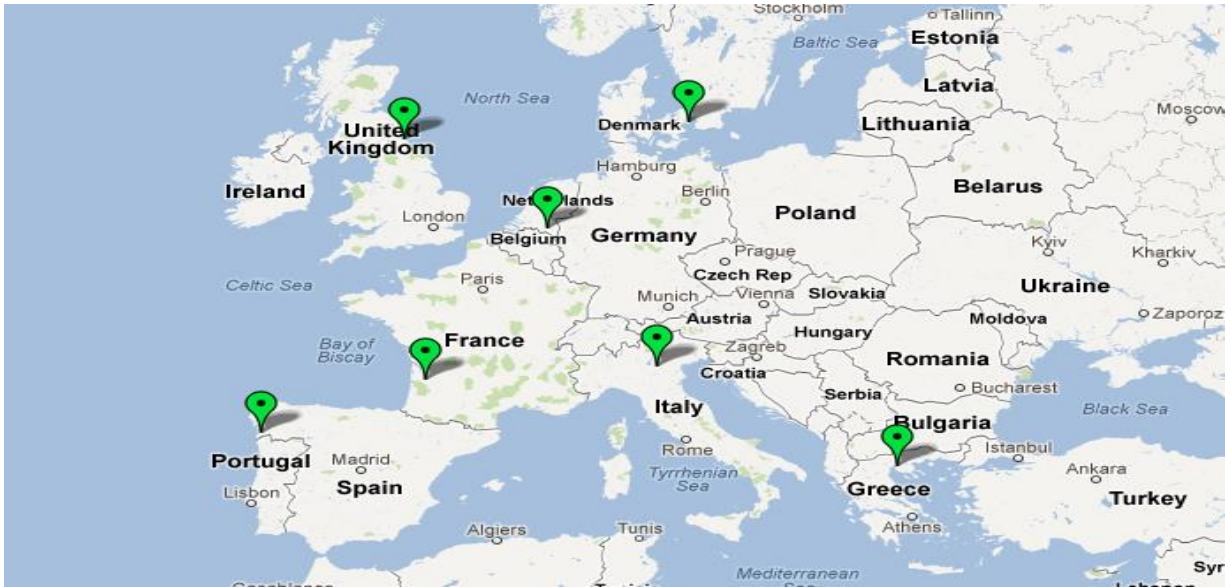 Stockholm
Tallinn
Estonia
Baltic Sea
Latvia
North Sea
Moscow
Denmark
Lithuania
United
Kingdom
Hamburg
Ireland
Berlin
Belarus
Netherlands
London
Poland
Belgium
Germany
Kyiv
Prague
Kharkiv
Czech Rep
Paris
Celtic Sea
Munich
Vienna
Slovakia
Ukraine
Austria
Moldova
Zaporoz
Hungary
Bay of
Biscay
France
Zagreb
Romania
Croatia
Serbia
Bucharest
Italy
Black Sea
Bulgaria
Rome
Istanbul
Portugal
Madrid
Tyrrhenian
Sea
Ankara
Spain
Greece
Turkey
Lisbon
Athens
Algiers
Tunis
Syr
Mediterranean